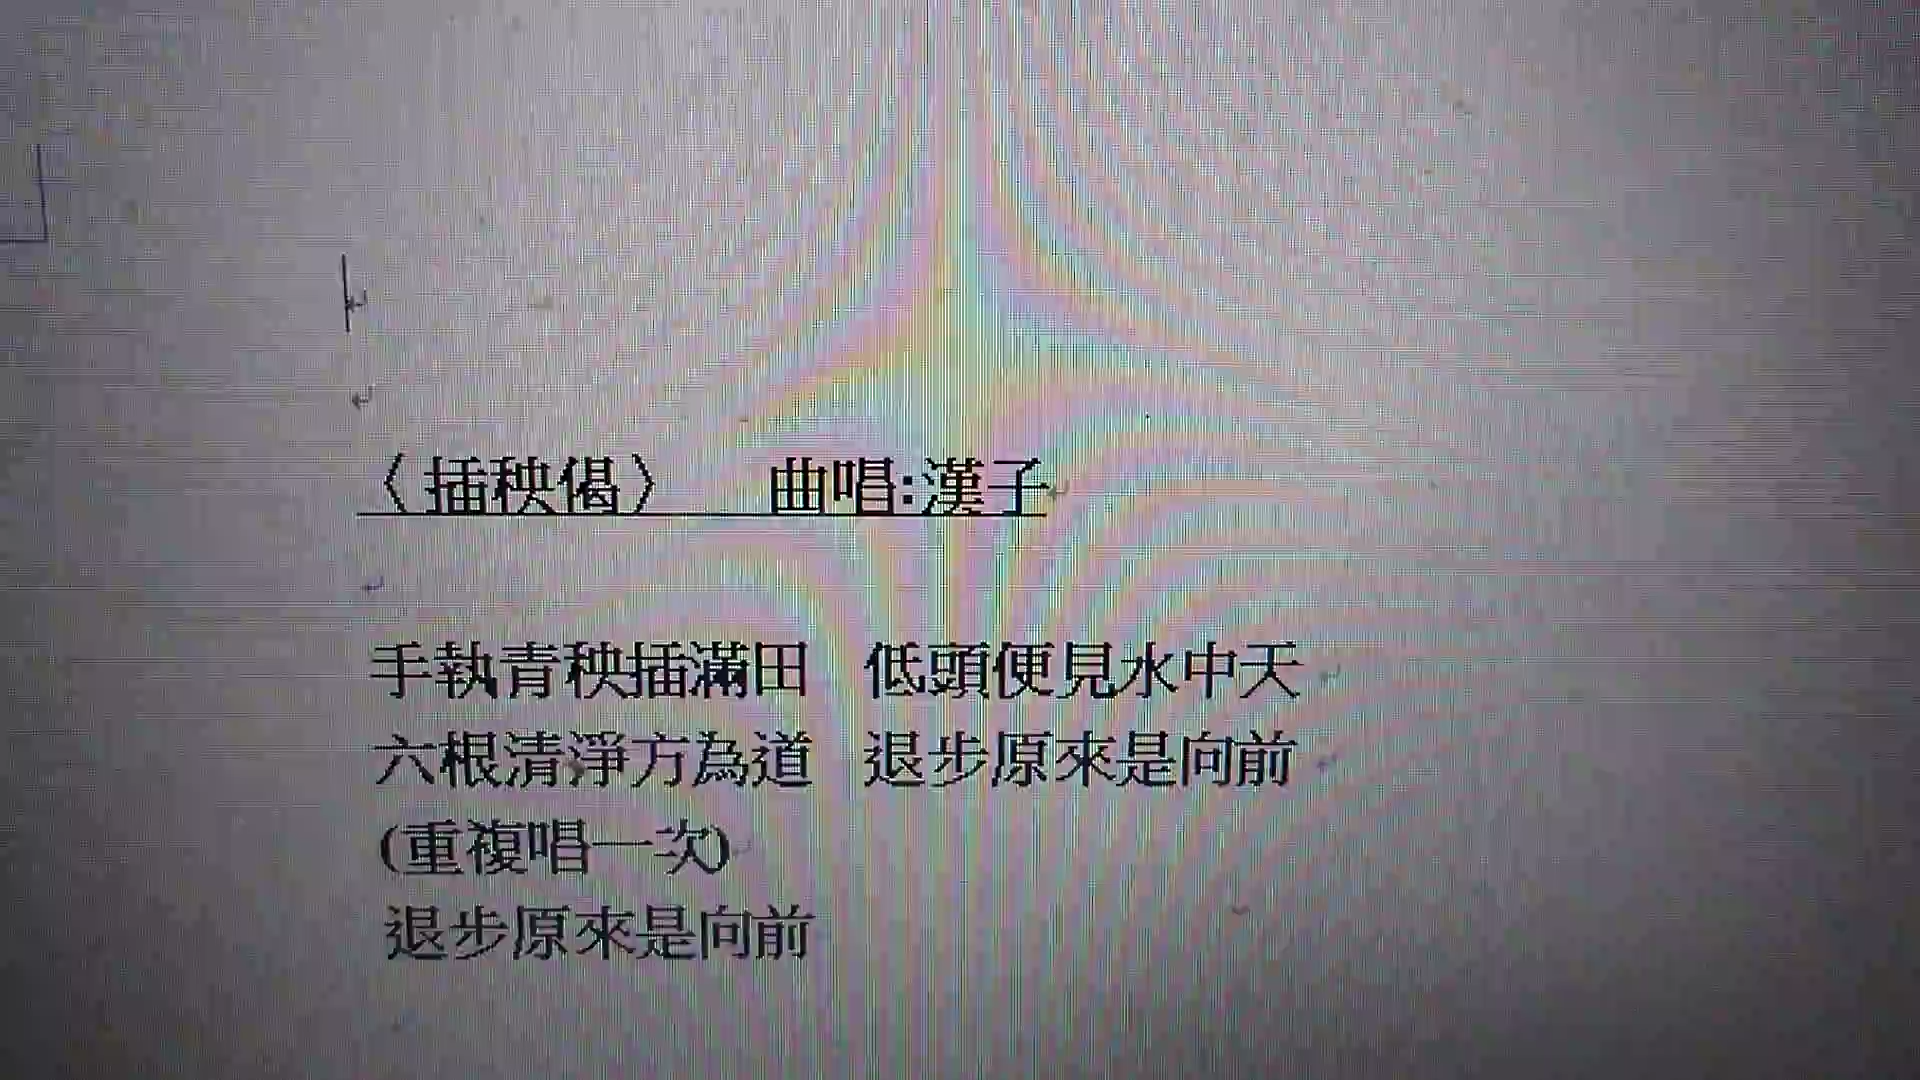 〈插秧偈〉　曲唱:漢子
手執青秧插滿田　低頭便見水中天
六根清淨方為道　退步原來是向前
(重複唱一次)
退步原來是向前